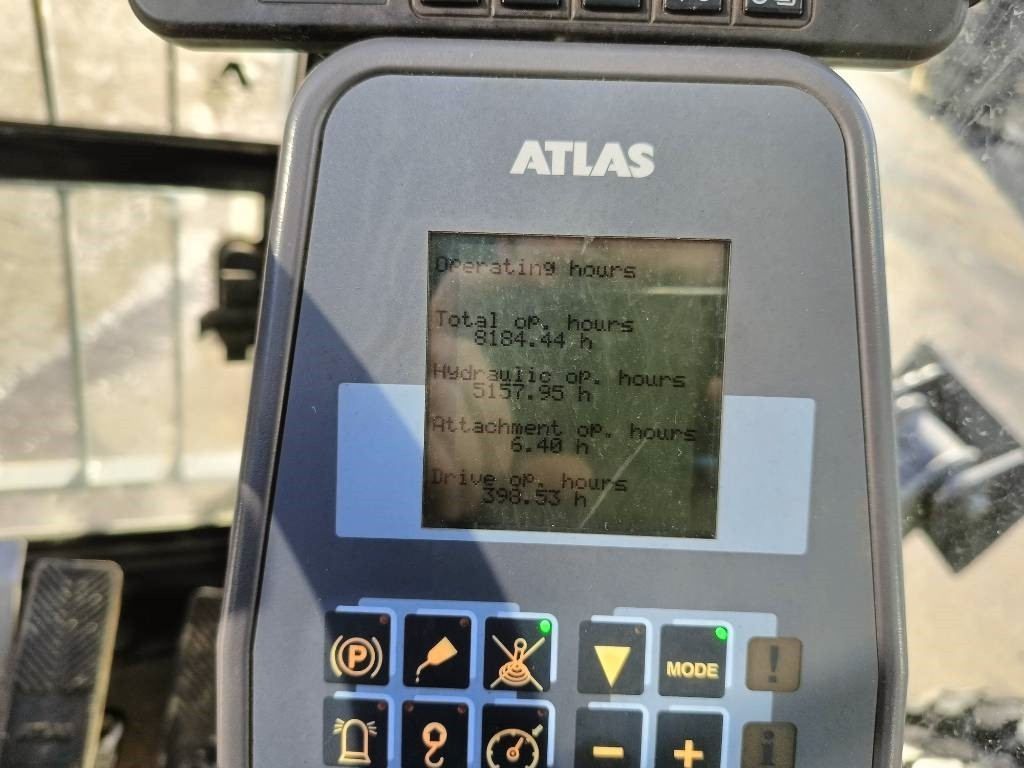 ATLAS
Operating hours
Total op. hours
8184.44 h
Hydraulic op. hours
5157.95 h
Attachment op. hours
6.40 h
Drive op. hours
398.53 h
P
MODE
!
- +
i